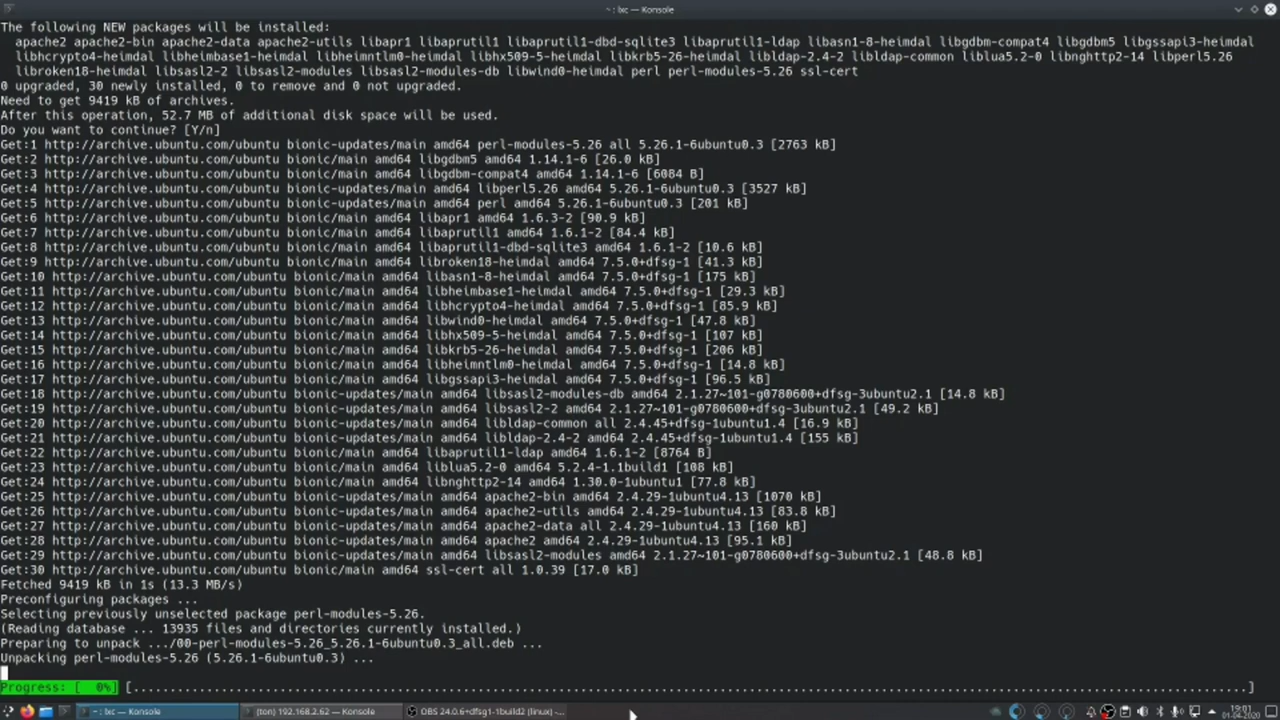 ~ : lxc — Konsole
The following NEW packages will be installed:
apache2 apache2-bin apache2-data apache2-utils libapr1 libaprutil1 libaprutil1-dbd-sqlite3 libaprutil1-ldap libasn1-8-heimdal libgdbm-compat4 libgdbm5 libgssapi3-heimdal
libhcrypto4-heimdal libheimbase1-heimdal libheimntlm0-heimdal libhx509-5-heimdal libkrb5-26-heimdal libldap-2.4-2 libldap-common liblua5.2-0 libnghttp2-14 libperl5.26
libroken18-heimdal libsasl2-2 libsasl2-modules libsasl2-modules-db libwind0-heimdal perl perl-modules-5.26 ssl-cert
0 upgraded, 30 newly installed, 0 to remove and 0 not upgraded.
Need to get 9419 kB of archives.
After this operation, 52.7 MB of additional disk space will be used.
Do you want to continue? [Y/n]
Get:1 http://archive.ubuntu.com/ubuntu bionic-updates/main amd64 perl-modules-5.26 all 5.26.1-6ubuntu0.3 [2763 kB]
Get:2 http://archive.ubuntu.com/ubuntu bionic/main amd64 libgdbm5 amd64 1.14.1-6 [26.0 kB]
Get:3 http://archive.ubuntu.com/ubuntu bionic/main amd64 libgdbm-compat4 amd64 1.14.1-6 [6084 B]
Get:4 http://archive.ubuntu.com/ubuntu bionic-updates/main amd64 libperl5.26 amd64 5.26.1-6ubuntu0.3 [3527 kB]
Get:5 http://archive.ubuntu.com/ubuntu bionic-updates/main amd64 perl amd64 5.26.1-6ubuntu0.3 [201 kB]
Get:6 http://archive.ubuntu.com/ubuntu bionic/main amd64 libapr1 amd64 1.6.3-2 [90.9 kB]
Get:7 http://archive.ubuntu.com/ubuntu bionic/main amd64 libaprutil1 amd64 1.6.1-2 [84.4 kB]
Get:8 http://archive.ubuntu.com/ubuntu bionic/main amd64 libaprutil1-dbd-sqlite3 amd64 1.6.1-2 [10.6 kB]
Get:9 http://archive.ubuntu.com/ubuntu bionic/main amd64 libroken18-heimdal amd64 7.5.0+dfsg-1 [41.3 kB]
Get:10 http://archive.ubuntu.com/ubuntu bionic/main amd64 libasn1-8-heimdal amd64 7.5.0+dfsg-1 [175 kB]
Get:11 http://archive.ubuntu.com/ubuntu bionic/main amd64 libheimbase1-heimdal amd64 7.5.0+dfsg-1 [29.3 kB]
Get:12 http://archive.ubuntu.com/ubuntu bionic/main amd64 libhcrypto4-heimdal amd64 7.5.0+dfsg-1 [85.9 kB]
Get:13 http://archive.ubuntu.com/ubuntu bionic/main amd64 libwind0-heimdal amd64 7.5.0+dfsg-1 [47.8 kB]
Get:14 http://archive.ubuntu.com/ubuntu bionic/main amd64 libhx509-5-heimdal amd64 7.5.0+dfsg-1 [107 kB]
Get:15 http://archive.ubuntu.com/ubuntu bionic/main amd64 libkrb5-26-heimdal amd64 7.5.0+dfsg-1 [206 kB]
Get:16 http://archive.ubuntu.com/ubuntu bionic/main amd64 libheimntlm0-heimdal amd64 7.5.0+dfsg-1 [14.8 kB]
Get:17 http://archive.ubuntu.com/ubuntu bionic/main amd64 libgssapi3-heimdal amd64 7.5.0+dfsg-1 [96.5 kB]
Get:18 http://archive.ubuntu.com/ubuntu bionic-updates/main amd64 libsasl2-modules-db amd64 2.1.27~101-g0780600+dfsg-3ubuntu2.1 [14.8 kB]
Get:19 http://archive.ubuntu.com/ubuntu bionic-updates/main amd64 libsasl2-2 amd64 2.1.27~101-g0780600+dfsg-3ubuntu2.1 [49.2 kB]
Get:20 http://archive.ubuntu.com/ubuntu bionic-updates/main amd64 libldap-common all 2.4.45+dfsg-1ubuntu1.4 [16.9 kB]
Get:21 http://archive.ubuntu.com/ubuntu bionic-updates/main amd64 libldap-2.4-2 amd64 2.4.45+dfsg-1ubuntu1.4 [155 kB]
Get:22 http://archive.ubuntu.com/ubuntu bionic/main amd64 libaprutil1-ldap amd64 1.6.1-2 [8764 B]
Get:23 http://archive.ubuntu.com/ubuntu bionic/main amd64 liblua5.2-0 amd64 5.2.4-1.1build1 [108 kB]
Get:24 http://archive.ubuntu.com/ubuntu bionic/main amd64 libnghttp2-14 amd64 1.30.0-1ubuntu1 [77.8 kB]
Get:25 http://archive.ubuntu.com/ubuntu bionic-updates/main amd64 apache2-bin amd64 2.4.29-1ubuntu4.13 [1070 kB]
Get:26 http://archive.ubuntu.com/ubuntu bionic-updates/main amd64 apache2-utils amd64 2.4.29-1ubuntu4.13 [83.8 kB]
Get:27 http://archive.ubuntu.com/ubuntu bionic-updates/main amd64 apache2-data all 2.4.29-1ubuntu4.13 [160 kB]
Get:28 http://archive.ubuntu.com/ubuntu bionic-updates/main amd64 apache2 amd64 2.4.29-1ubuntu4.13 [95.1 kB]
Get:29 http://archive.ubuntu.com/ubuntu bionic-updates/main amd64 libsasl2-modules amd64 2.1.27~101-g0780600+dfsg-3ubuntu2.1 [48.8 kB]
Get:30 http://archive.ubuntu.com/ubuntu bionic/main amd64 ssl-cert all 1.0.39 [17.0 kB]
Fetched 9419 kB in 1s (13.3 MB/s)
Preconfiguring packages ...
Selecting previously unselected package perl-modules-5.26.
(Reading database ... 13935 files and directories currently installed.)
Preparing to unpack .../00-perl-modules-5.26_5.26.1-6ubuntu0.3_all.deb ...
Unpacking perl-modules-5.26 (5.26.1-6ubuntu0.3) ...
Progress: [  0%] [..........................................................................................................................................................]
~ : lxc — Konsole (ton) 192.168.2.62 — Konsole OBS 24.0.6+dfsg1-1build2 (linux) -... 19:01
01-04-2020